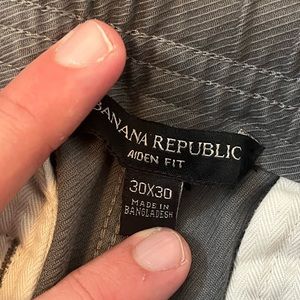 BANANA REPUBLIC
AIDEN FIT
30X30
MADE IN
BANGLADESH